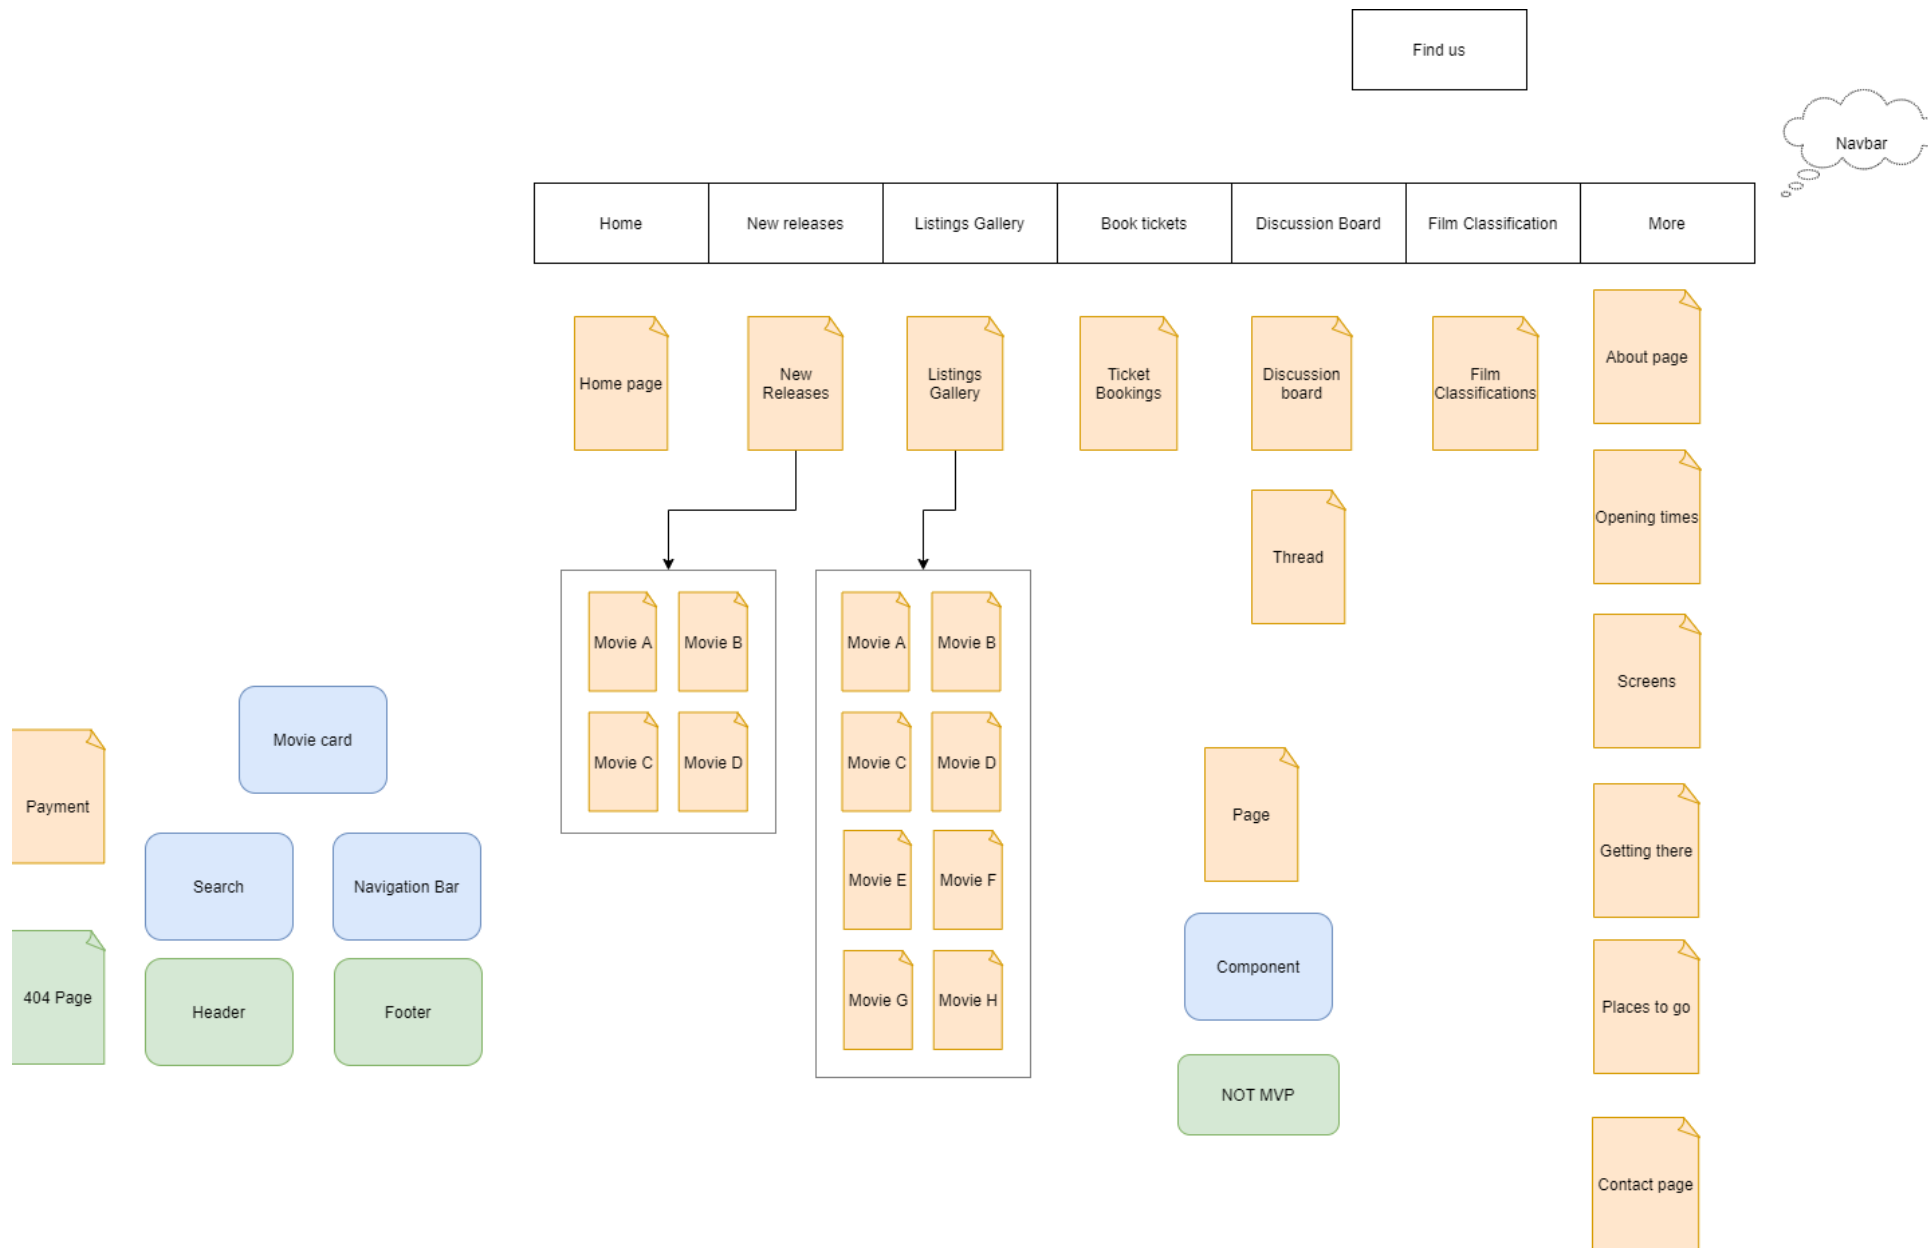 Find us
Navbar
Home
New releases
Listings Gallery
Book tickets
Discussion Board
Film Classification
More
Home page
New
Releases
Listings
Gallery
Ticket
Bookings
Discussion
board
Film
Classifications
About page
Opening times
Thread
Screens
Movie A
Movie B
Movie C
Movie D
Movie A
Movie B
Movie C
Movie D
Movie E
Movie F
Movie G
Movie H
Movie card
Payment
Search
Navigation Bar
404 Page
Header
Footer
Page
Component
NOT MVP
Getting there
Places to go
Contact page